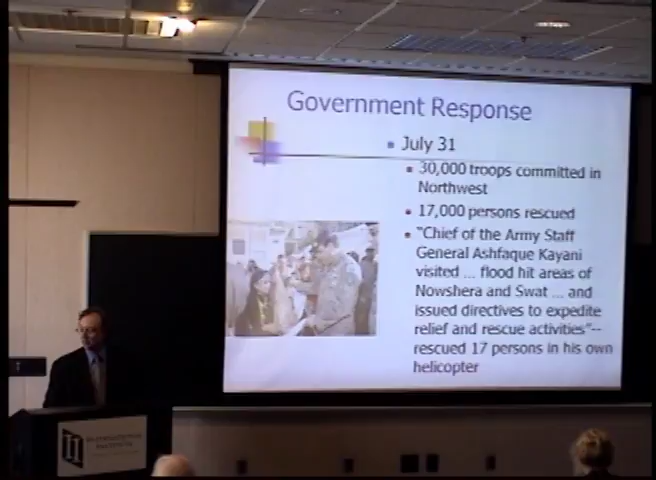 Government Response
▪ July 31
▪ 30,000 troops committed in
Northwest
▪ 17,000 persons rescued
▪ "Chief of the Army Staff
General Ashfaque Kayani
visited ... flood hit areas of
Nowshera and Swat ... and
issued directives to expedite
relief and rescue activities"--
rescued 17 persons in his own
helicopter